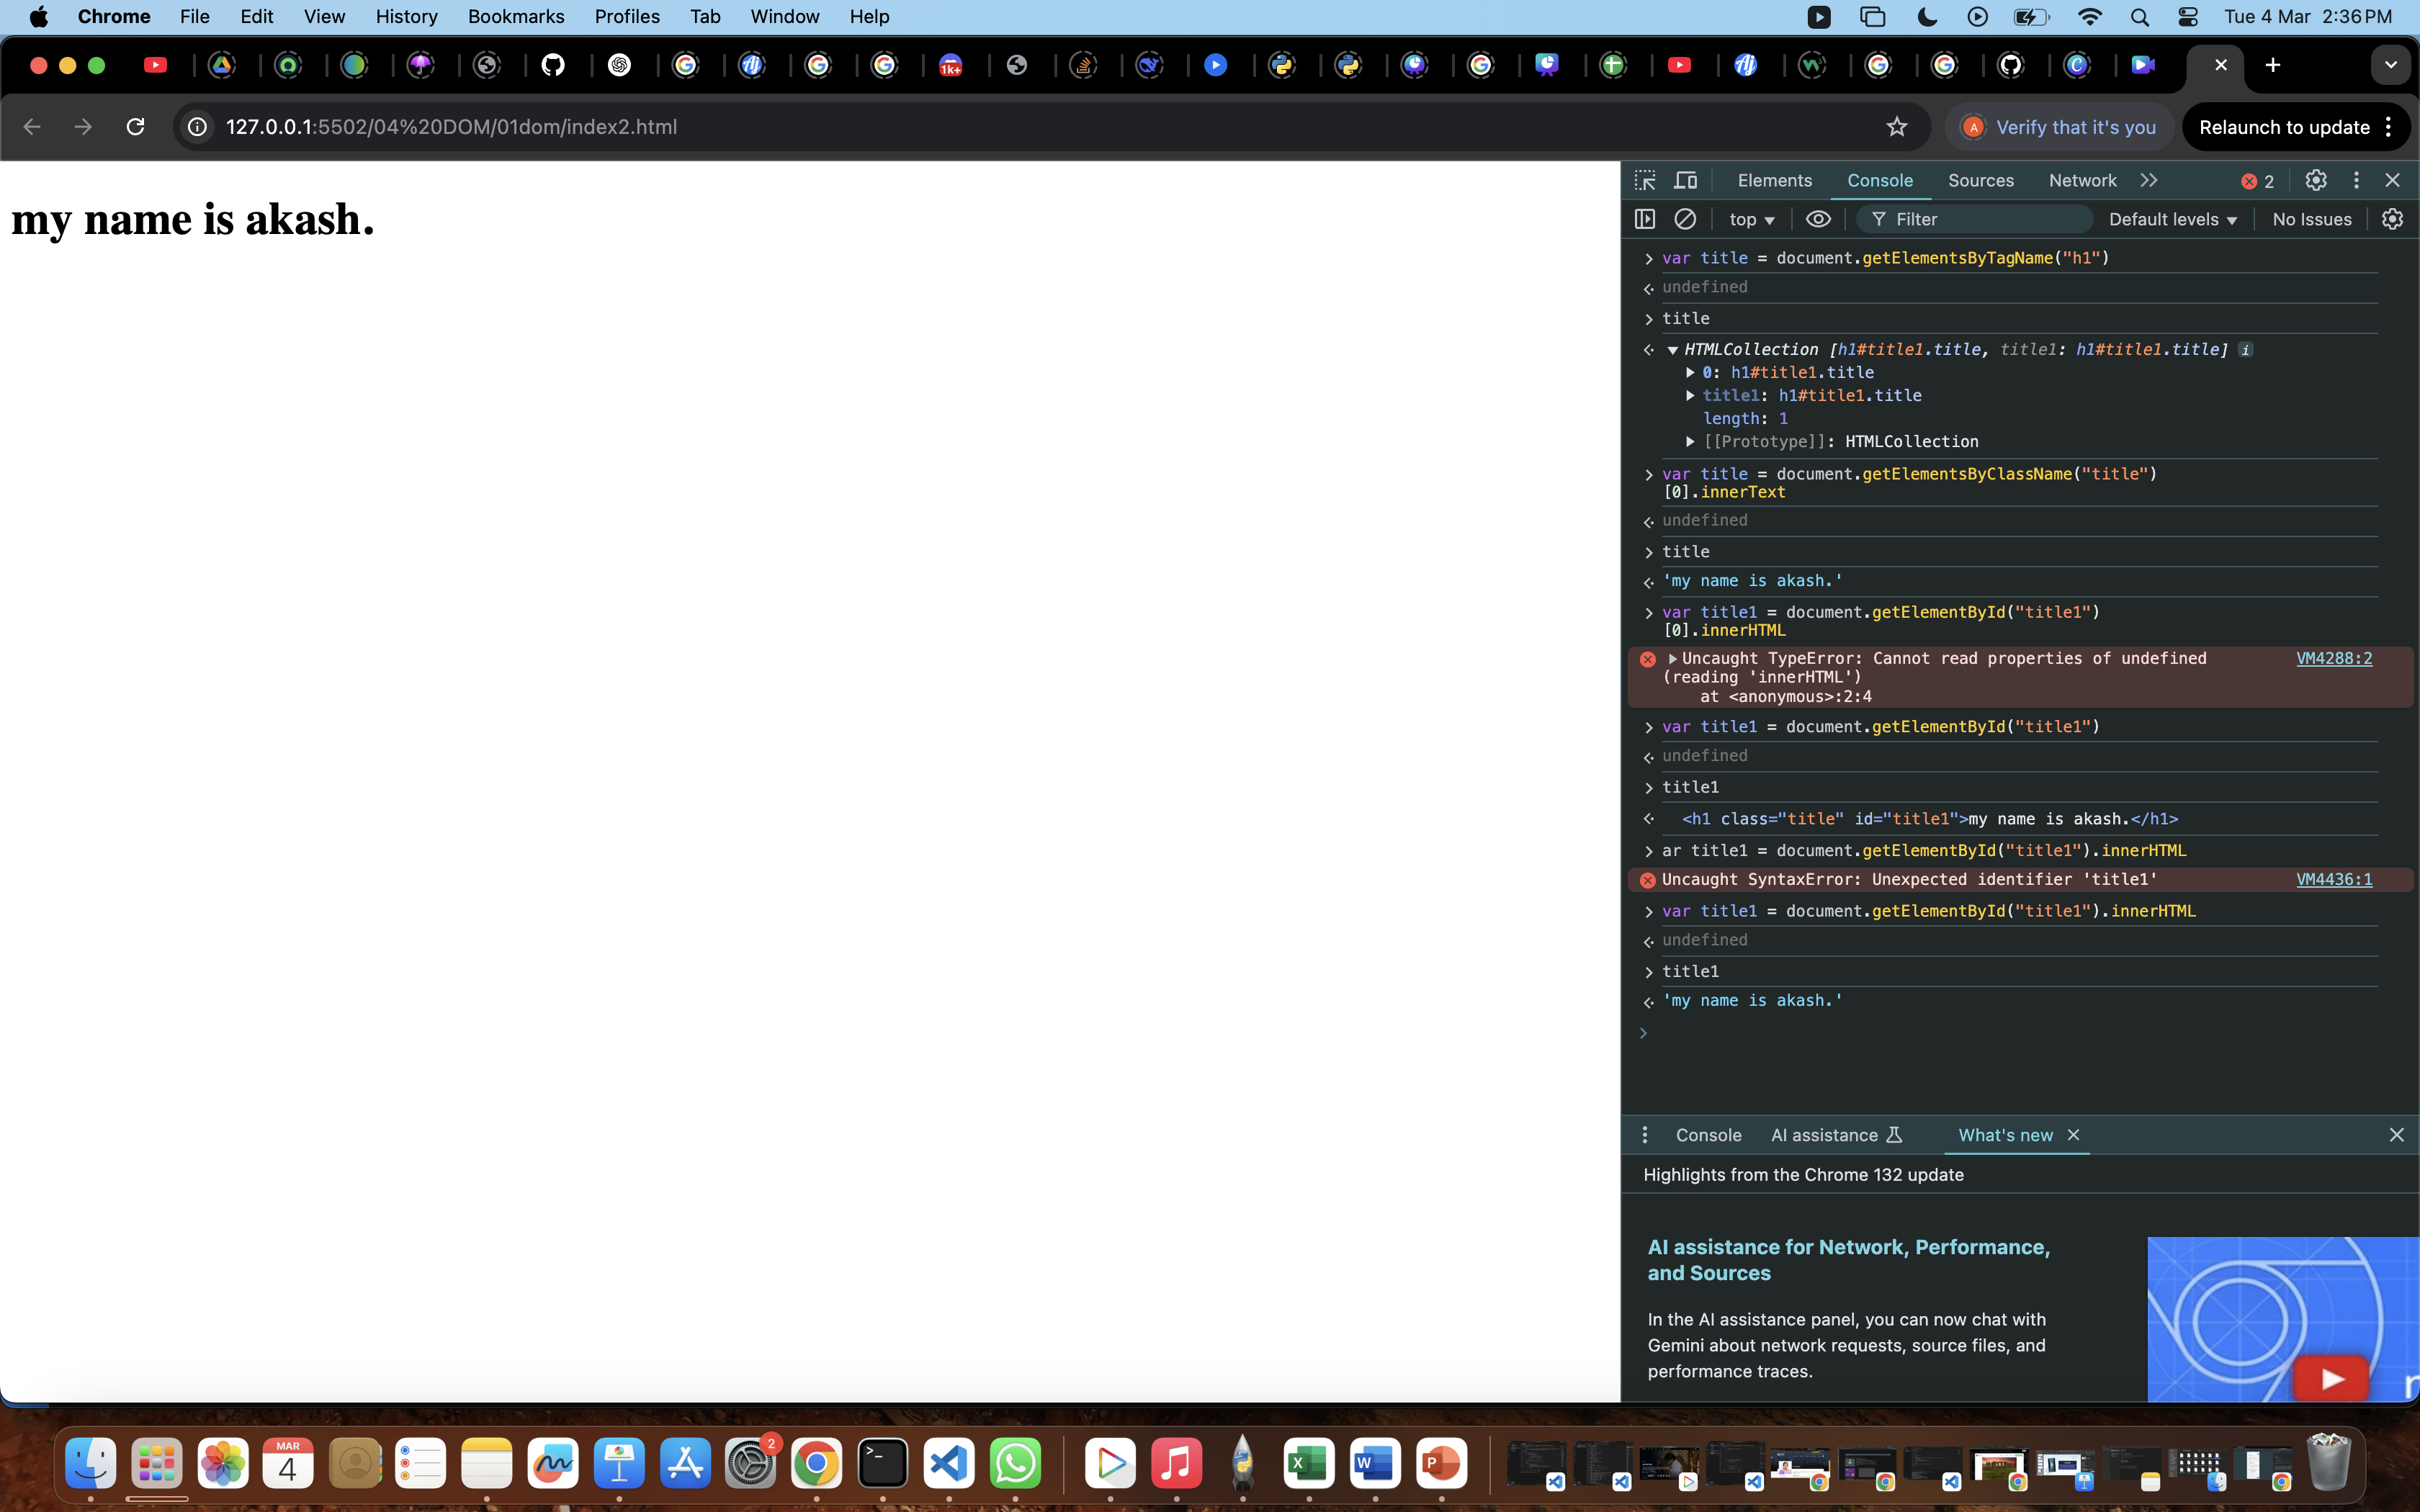 Chrome File Edit View History Bookmarks Profiles Tab Window Help Tue 4 Mar 2:36 PM
1k+
127.0.0.1:5502/04%20DOM/01dom/index2.html A Verify that it's you Relaunch to update
my name is akash.
Elements Console Sources Network 2
top Filter Default levels No Issues
var title = document.getElementsByTagName("h1")
undefined
title
HTMLCollection [h1#title1.title, title1: h1#title1.title] i
0: h1#title1.title
title1: h1#title1.title
length: 1
[[Prototype]]: HTMLCollection
var title = document.getElementsByClassName("title")
[0].innerText
undefined
title
'my name is akash.'
var title1 = document.getElementById("title1")
[0].innerHTML
Uncaught TypeError: Cannot read properties of undefined VM4288:2
(reading 'innerHTML')
at <anonymous>:2:4
var title1 = document.getElementById("title1")
undefined
title1
<h1 class="title" id="title1">my name is akash.</h1>
ar title1 = document.getElementById("title1").innerHTML
Uncaught SyntaxError: Unexpected identifier 'title1' VM4436:1
var title1 = document.getElementById("title1").innerHTML
undefined
title1
'my name is akash.'
Console AI assistance What's new
Highlights from the Chrome 132 update
AI assistance for Network, Performance,
and Sources
In the AI assistance panel, you can now chat with
Gemini about network requests, source files, and
performance traces.
MAR
4
2
X W P